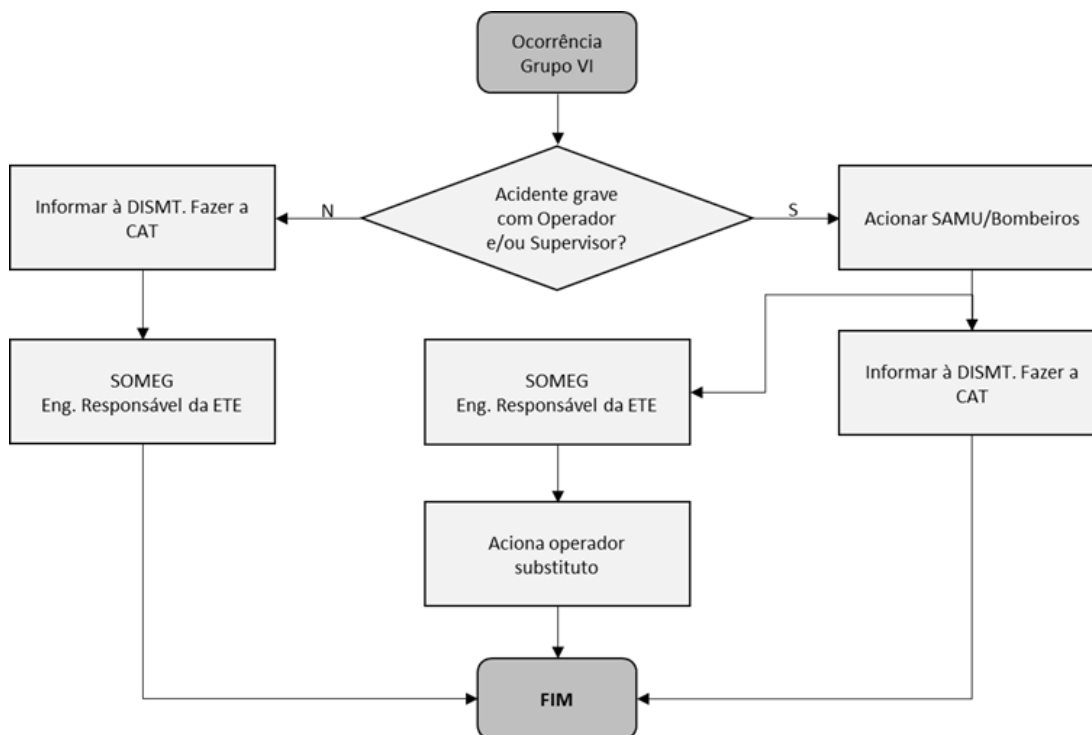 Ocorrência
Grupo VI
Acidente grave
com Operador
e/ou Supervisor?
N
S
Informar à DISMT. Fazer a
CAT
Acionar SAMU/Bombeiros
SOMEG
Eng. Responsável da ETE
SOMEG
Eng. Responsável da ETE
Informar à DISMT. Fazer a
CAT
Aciona operador
substituto
FIM